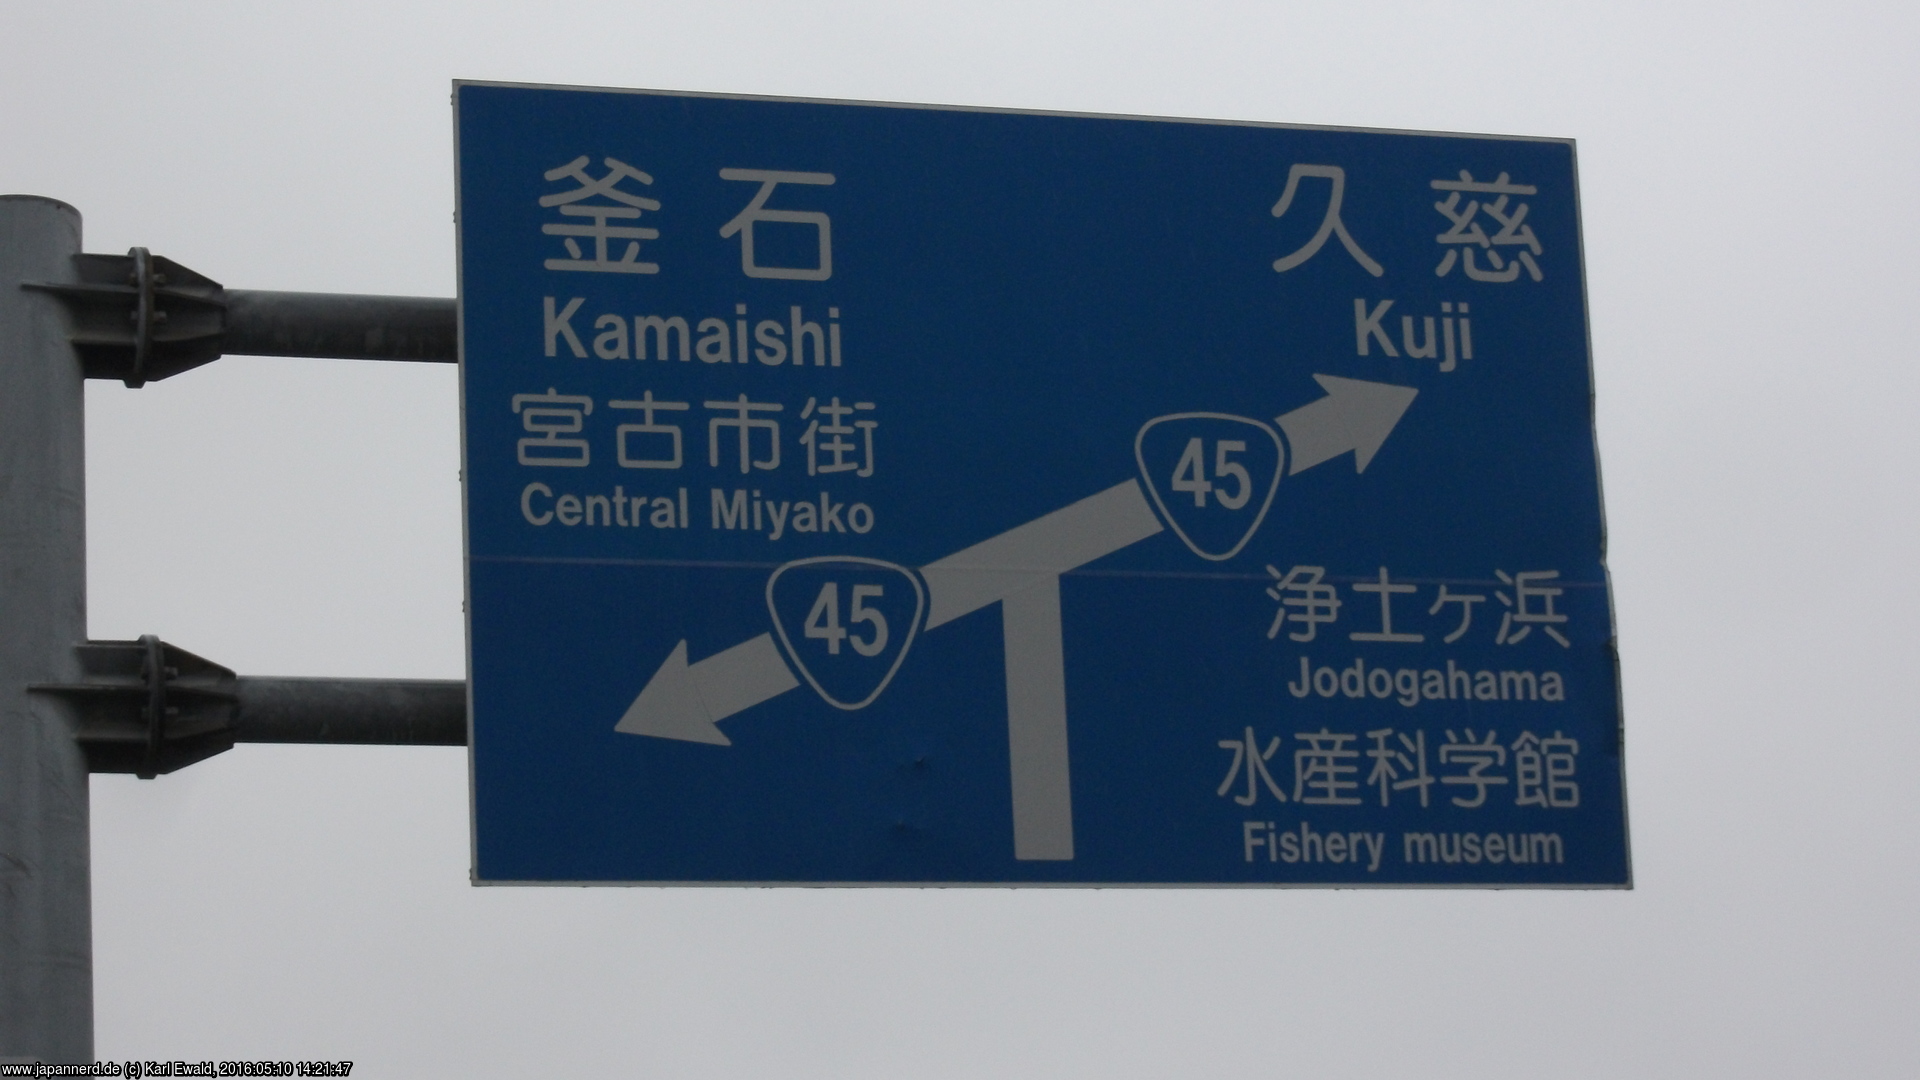 釜石
Kamaishi
宮古市街
Central Miyako
久慈
Kuji
45
45
浄土ヶ浜
Jodogahama
水産科学館
Fishery museum
www.japannerd.de (c) Karl Ewald, 2016:05:10 14:21:47